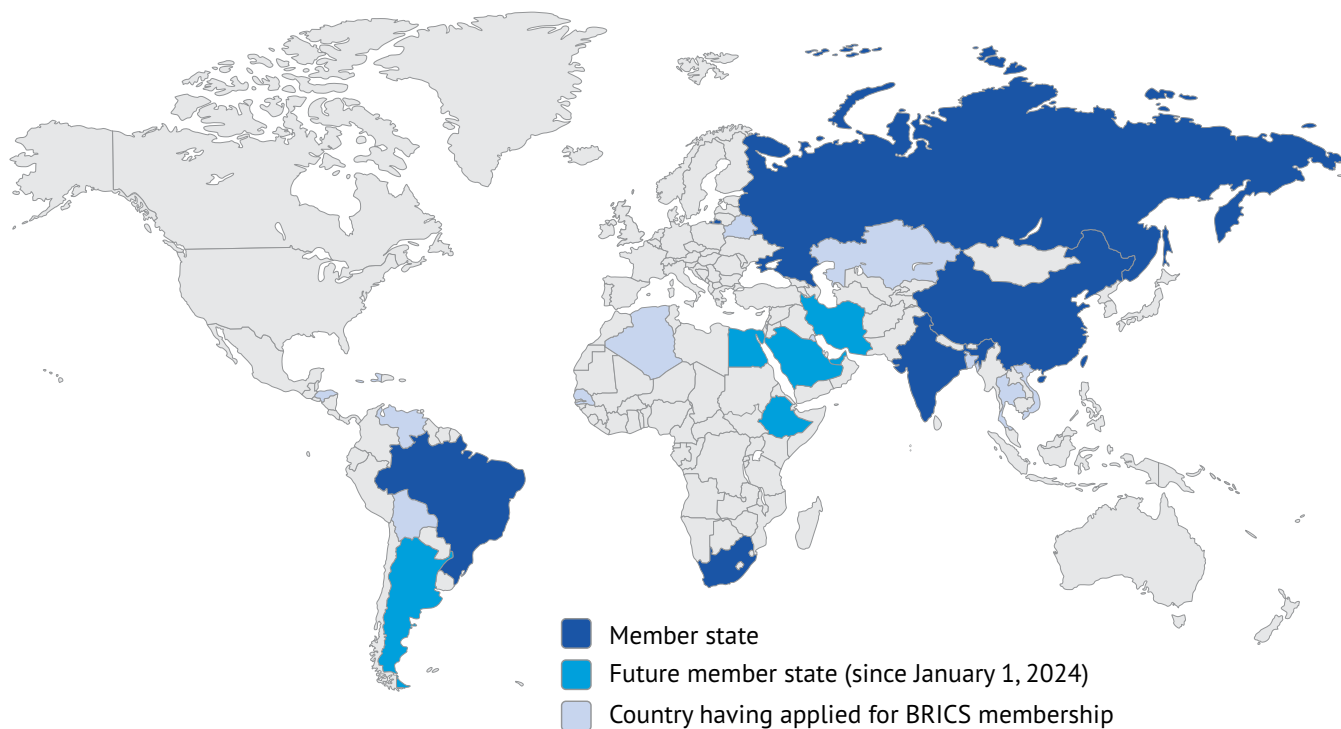 Member state
Future member state (since January 1, 2024)
Country having applied for BRICS membership